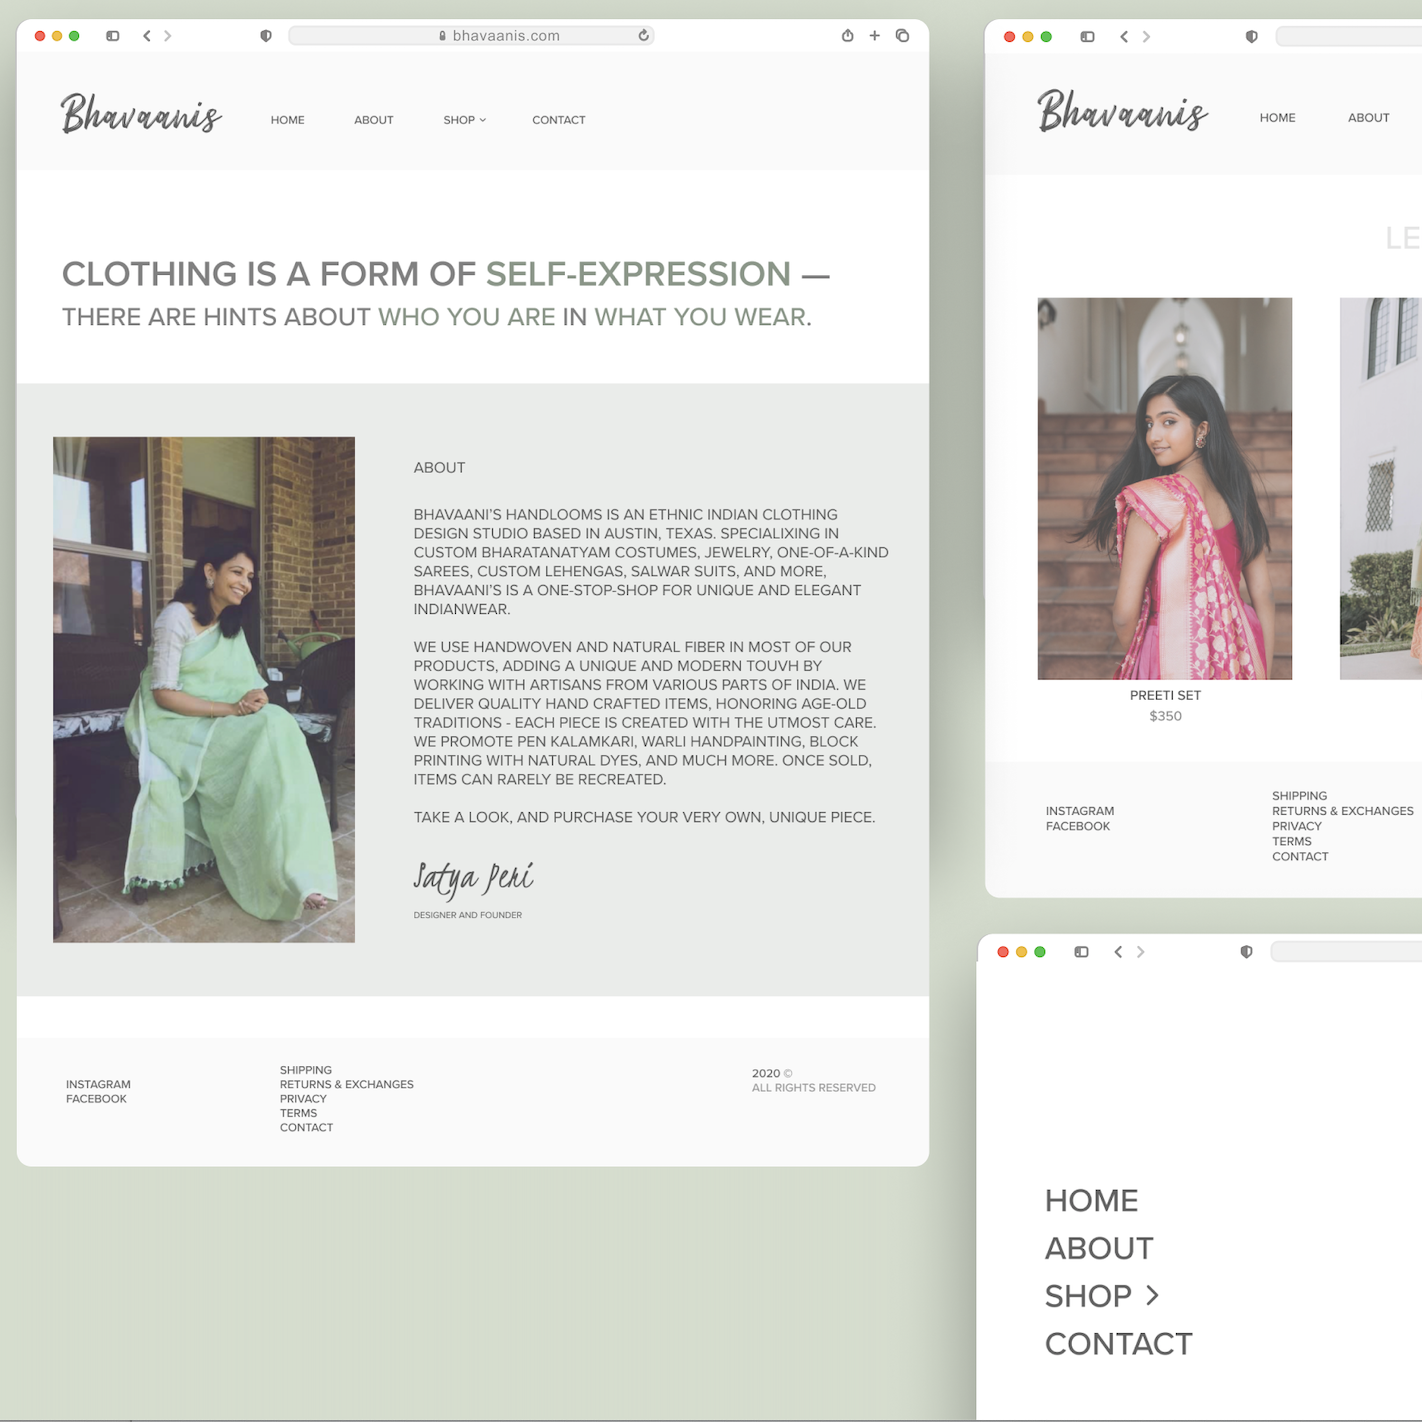 bhavaanis.com
Bhavaanis
HOME ABOUT SHOP CONTACT
CLOTHING IS A FORM OF SELF-EXPRESSION —
THERE ARE HINTS ABOUT WHO YOU ARE IN WHAT YOU WEAR.
ABOUT
BHAVAANI'S HANDLOOMS IS AN ETHNIC INDIAN CLOTHING
DESIGN STUDIO BASED IN AUSTIN, TEXAS. SPECIALIXING IN
CUSTOM BHARATANATYAM COSTUMES, JEWELRY, ONE-OF-A-KIND
SAREES, CUSTOM LEHENGAS, SALWAR SUITS, AND MORE,
BHAVAANI'S IS A ONE-STOP-SHOP FOR UNIQUE AND ELEGANT
INDIANWEAR.
WE USE HANDWOVEN AND NATURAL FIBER IN MOST OF OUR
PRODUCTS, ADDING A UNIQUE AND MODERN TOUVH BY
WORKING WITH ARTISANS FROM VARIOUS PARTS OF INDIA. WE
DELIVER QUALITY HAND CRAFTED ITEMS, HONORING AGE-OLD
TRADITIONS - EACH PIECE IS CREATED WITH THE UTMOST CARE.
WE PROMOTE PEN KALAMKARI, WARLI HANDPAINTING, BLOCK
PRINTING WITH NATURAL DYES, AND MUCH MORE. ONCE SOLD,
ITEMS CAN RARELY BE RECREATED.
TAKE A LOOK, AND PURCHASE YOUR VERY OWN, UNIQUE PIECE.
Satya Peri
DESIGNER AND FOUNDER
INSTAGRAM
FACEBOOK
SHIPPING
RETURNS & EXCHANGES
PRIVACY
TERMS
CONTACT
2020 ©
ALL RIGHTS RESERVED
Bhavaanis
HOME ABOUT
LE
PREETI SET
$350
INSTAGRAM
FACEBOOK
SHIPPING
RETURNS & EXCHANGES
PRIVACY
TERMS
CONTACT
HOME
ABOUT
SHOP >
CONTACT